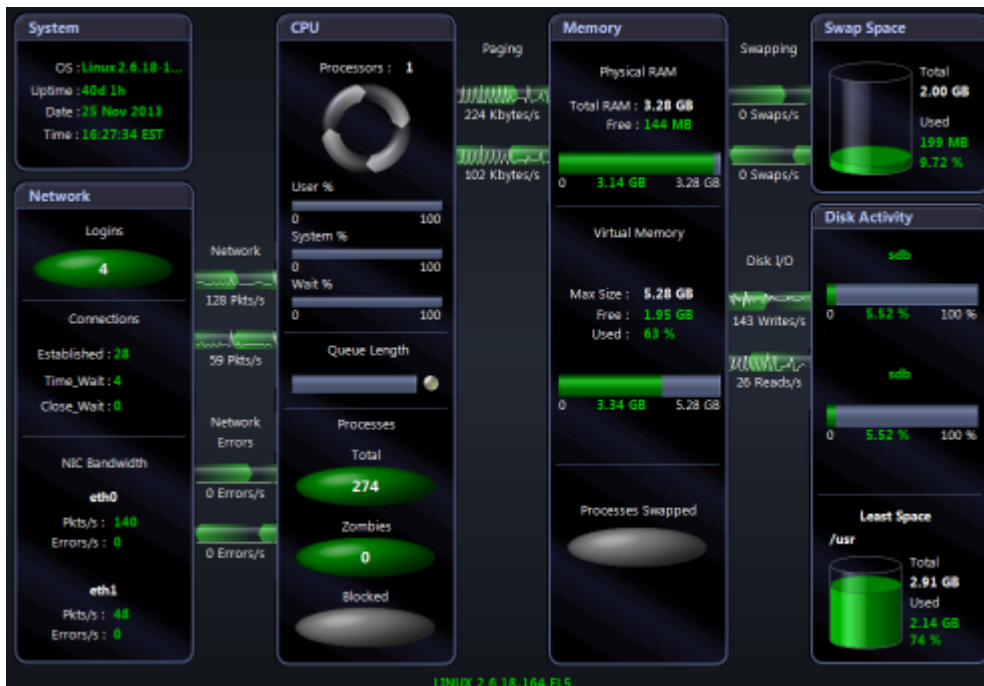 System
OS : Linux 2.6.18-1...
Uptime : 40d 1h
Date : 25 Nov 2013
Time : 16:27:34 EST
Network
Logins
4
Connections
Established : 28
Time_Wait : 4
Close_Wait : 0
NIC Bandwidth
eth0
Pkts/s : 140
Errors/s : 0
eth1
Pkts/s : 48
Errors/s : 0
Network
128 Pkts/s
59 Pkts/s
Network
Errors
0 Errors/s
0 Errors/s
CPU
Processors : 1
User %
0 100
System %
0 100
Wait %
0 100
Queue Length
Processes
Total
274
Zombies
0
Blocked
Paging
224 Kbytes/s
102 Kbytes/s
Memory
Physical RAM
Total RAM : 3.28 GB
Free : 144 MB
0 3.14 GB 3.28 GB
Virtual Memory
Max Size : 5.28 GB
Free : 1.95 GB
Used : 63 %
0 3.34 GB 5.28 GB
Processes Swapped
Swapping
0 Swaps/s
0 Swaps/s
Disk I/O
143 Writes/s
26 Reads/s
Swap Space
Total
2.00 GB
Used
199 MB
9.72 %
Disk Activity
sdb
0 5.52 % 100 %
sdb
0 5.52 % 100 %
Least Space
/usr
Total
2.91 GB
Used
2.14 GB
74 %
LINUX 2.6.18-164.EL5